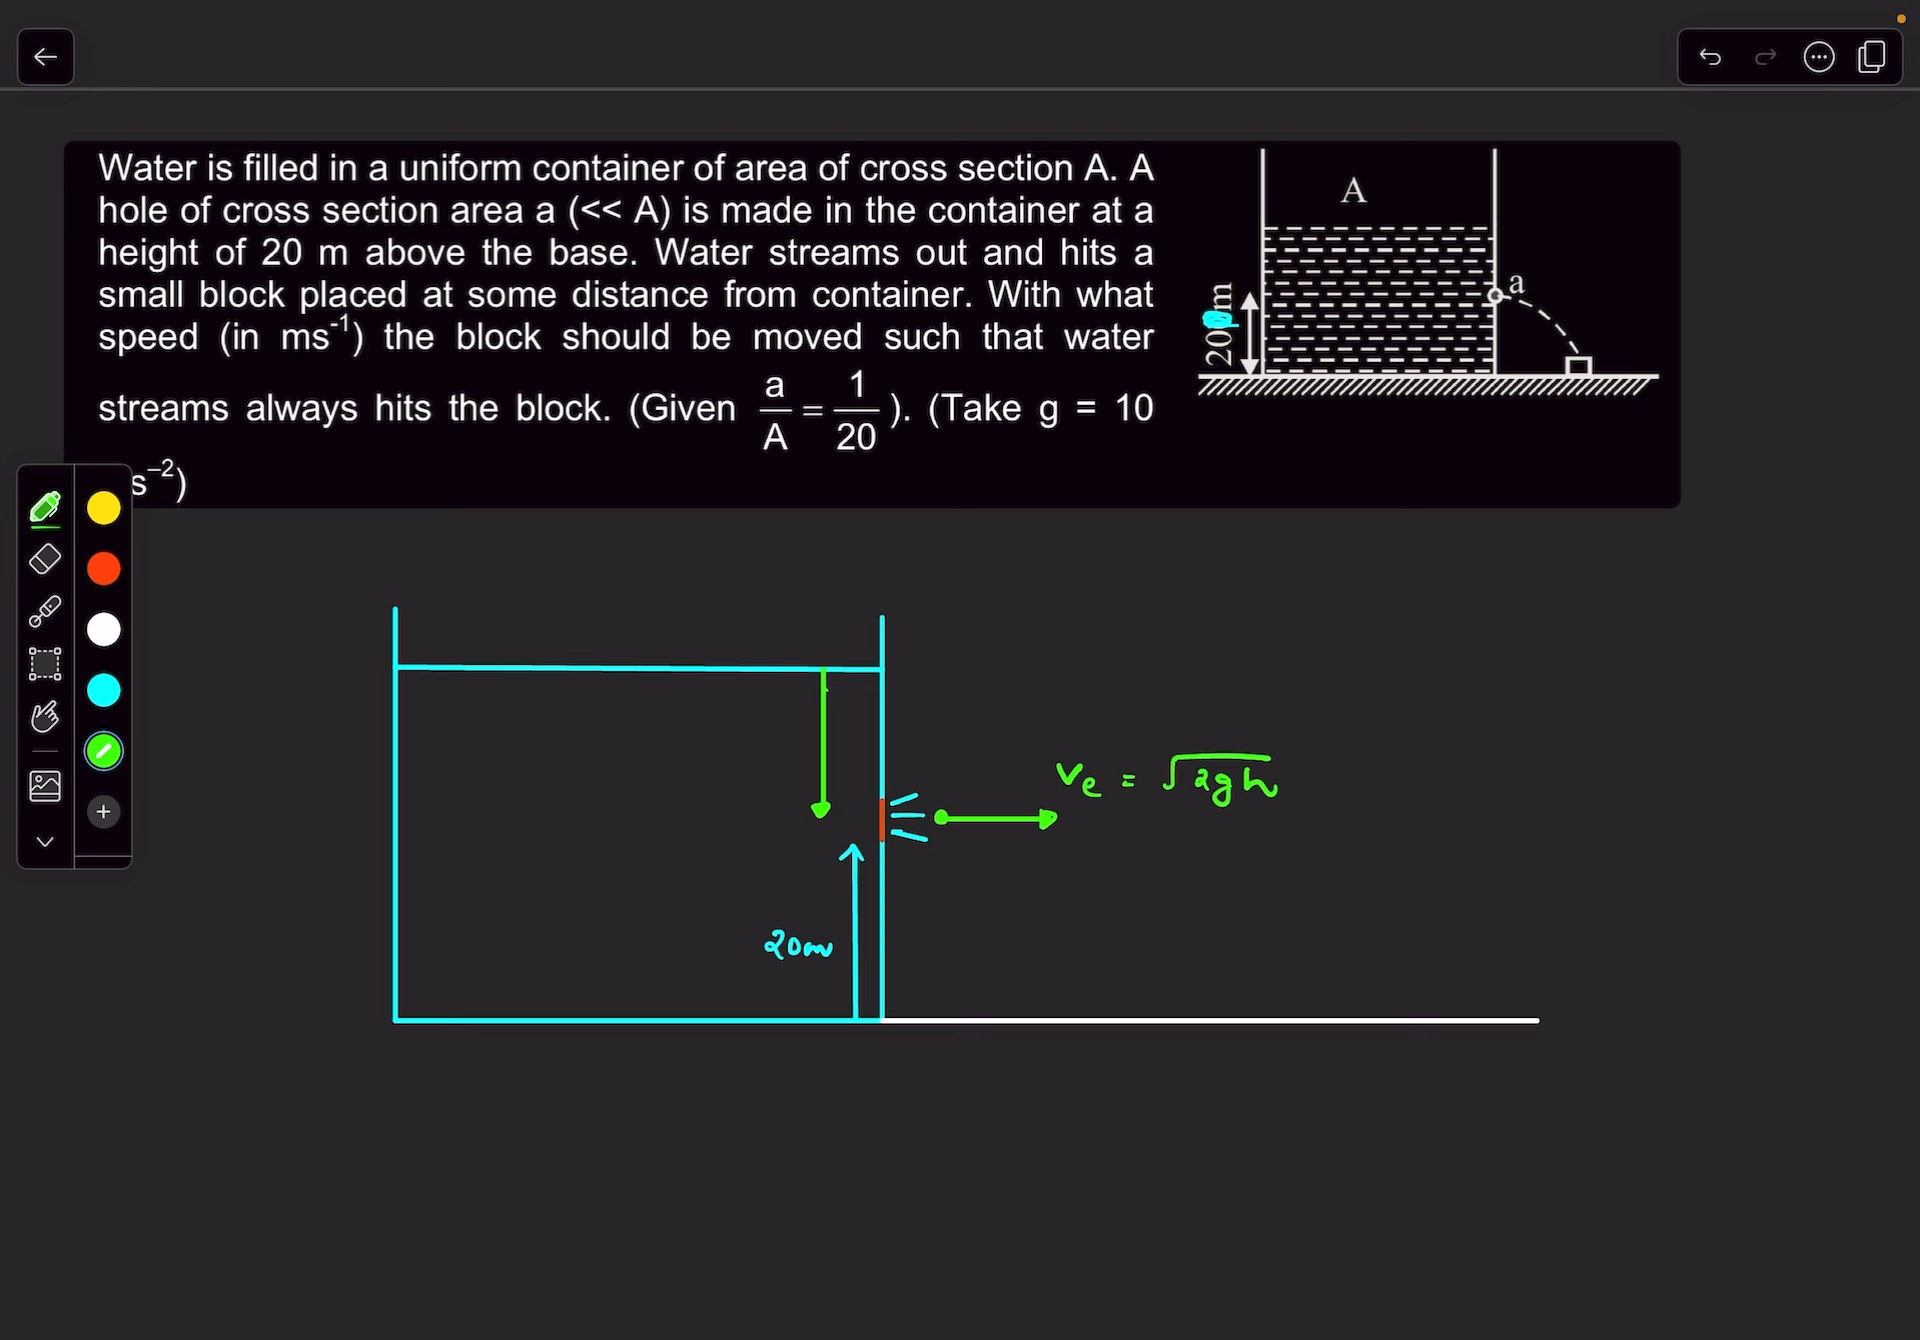 Water is filled in a uniform container of area of cross section A. A
hole of cross section area a (<< A) is made in the container at a
height of 20 m above the base. Water streams out and hits a
small block placed at some distance from container. With what
speed (in ms⁻¹) the block should be moved such that water
streams always hits the block. (Given a/A = 1/20). (Take g = 10
s⁻²)
A
a
20 m
vₑ = √2gh
20m